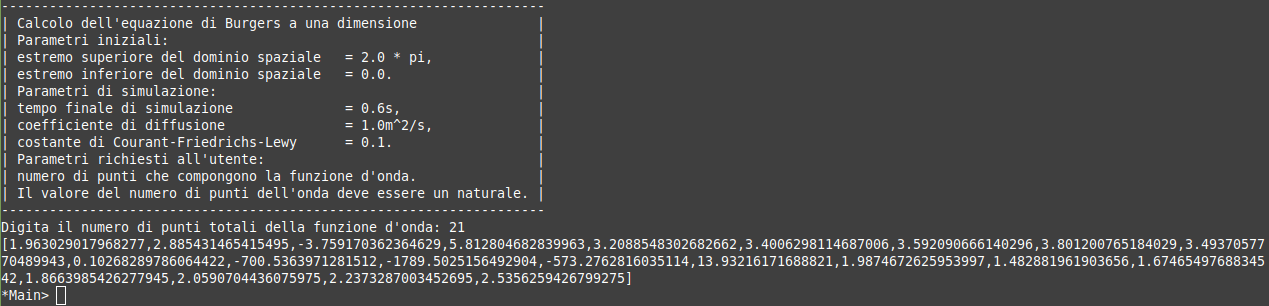 --------------------------------------------------------------------
| Calcolo dell'equazione di Burgers a una dimensione               |
| Parametri iniziali:                                              |
| estremo superiore del dominio spaziale   = 2.0 * pi,             |
| estremo inferiore del dominio spaziale   = 0.0.                  |
| Parametri di simulazione:                                        |
| tempo finale di simulazione              = 0.6s,                 |
| coefficiente di diffusione               = 1.0m^2/s,             |
| costante di Courant-Friedrichs-Lewy      = 0.1.                  |
| Parametri richiesti all'utente:                                  |
| numero di punti che compongono la funzione d'onda.               |
| Il valore del numero di punti dell'onda deve essere un naturale. |
--------------------------------------------------------------------
Digita il numero di punti totali della funzione d'onda: 21
[1.963029017968277,2.885431465415495,-3.759170362364629,5.812804682839963,3.2088548302682662,3.4006298114687006,3.592090666140296,3.801200765184029,3.49370577
70489943,0.10268289786064422,-700.5363971281512,-1789.5025156492904,-573.2762816035114,13.93216171688821,1.9874672625953997,1.482881961903656,1.67465497688345
42,1.8663985426277945,2.0590704436075975,2.2373287003452695,2.5356259426799275]
*Main>